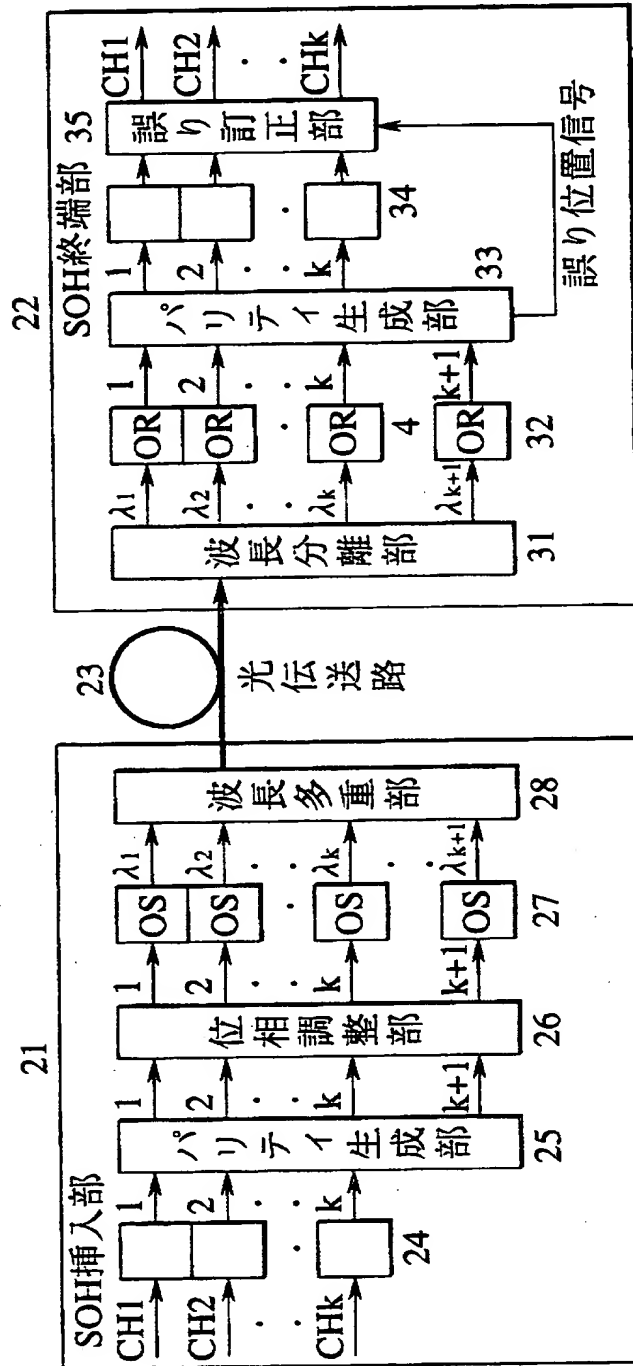 21
SOH挿入部
CH1
CH2
CHk
24
1
2
k
パリティ生成部
25
1
2
k
k+1
位相調整部
26
1
2
k
k+1
OS
OS
OS
OS
27
λ1
λ2
λk
λk+1
波長多重部
28
23
光伝送路
22
波長分離部
31
λ1
λ2
λk
λk+1
OR
OR
OR
4
OR
32
1
2
k
k+1
パリティ生成部
33
SOH終端部
1
2
k
34
35
誤り訂正部
CH1
CH2
CHk
誤り位置信号